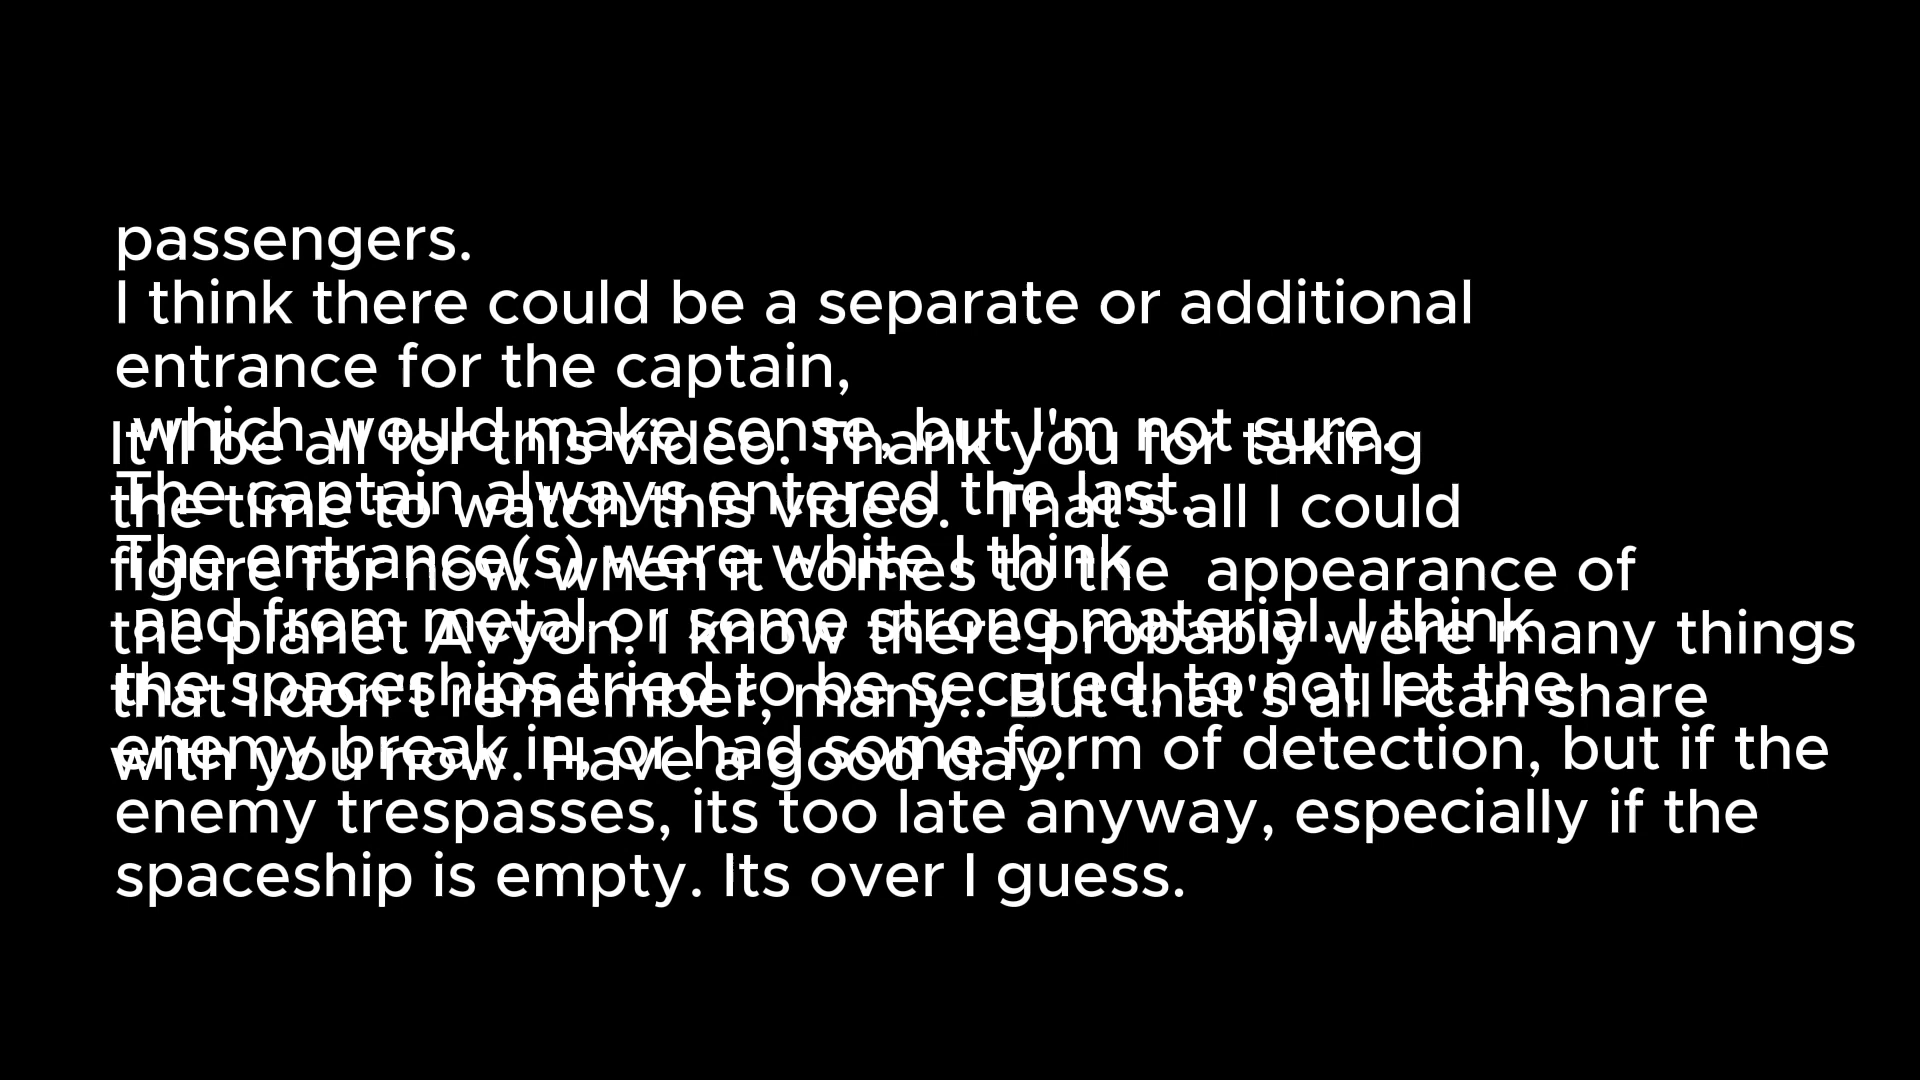 passengers.
I think there could be a separate or additional
entrance for the captain,
which would make sense, but I'm not sure.
The captain always entered the last.
The entrance(s) were white I think
and from metal or some strong material. I think
the spaceships tried to be secured, to not let the
enemy break in, or had some form of detection, but if the
enemy trespasses, its too late anyway, especially if the
spaceship is empty. Its over I guess.
It'll be all for this video. Thank you for taking
the time to watch this video. That's all I could
figure for now when it comes to the appearance of
the planet Avyon. I know there probably were many things
that I don't remember, many.. But that's all I can share
with you now. Have a good day.